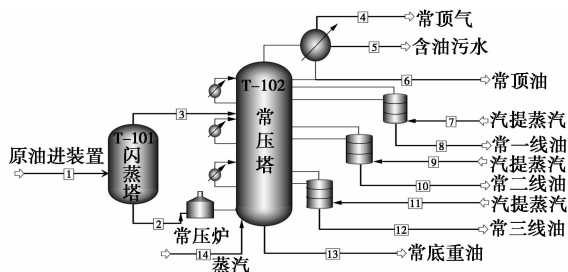 4
常顶气
5
含油污水
T-102
6
常顶油
3
7
汽提蒸汽
T-101
常压塔
8
常一线油
原油进装置
闪蒸塔
9
汽提蒸汽
1
10
常二线油
2
11
汽提蒸汽
常压炉
12
常三线油
14
蒸汽
13
常底重油